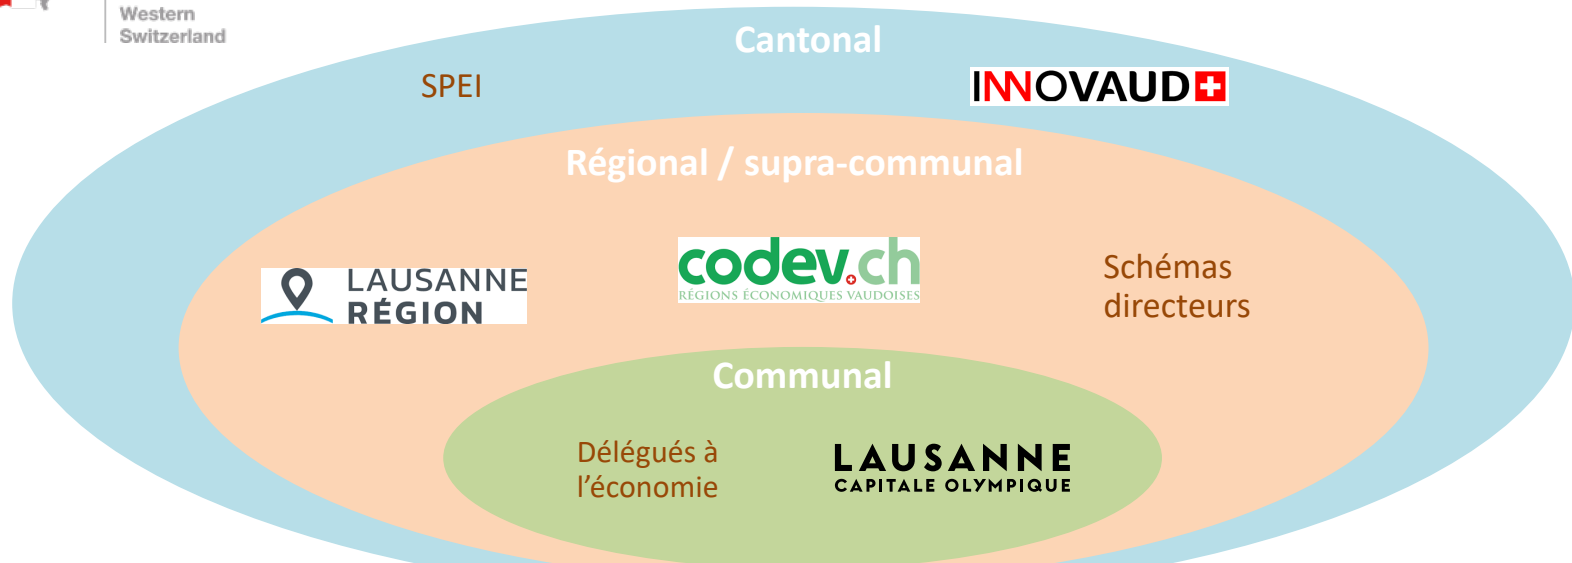 Western
Switzerland
Cantonal
SPEI
INNOVAUD
Régional / supra-communal
LAUSANNE
RÉGION
codev.ch
RÉGIONS ÉCONOMIQUES VAUDOISES
Schémas
directeurs
Communal
Délégués à
l'économie
LAUSANNE
CAPITALE OLYMPIQUE